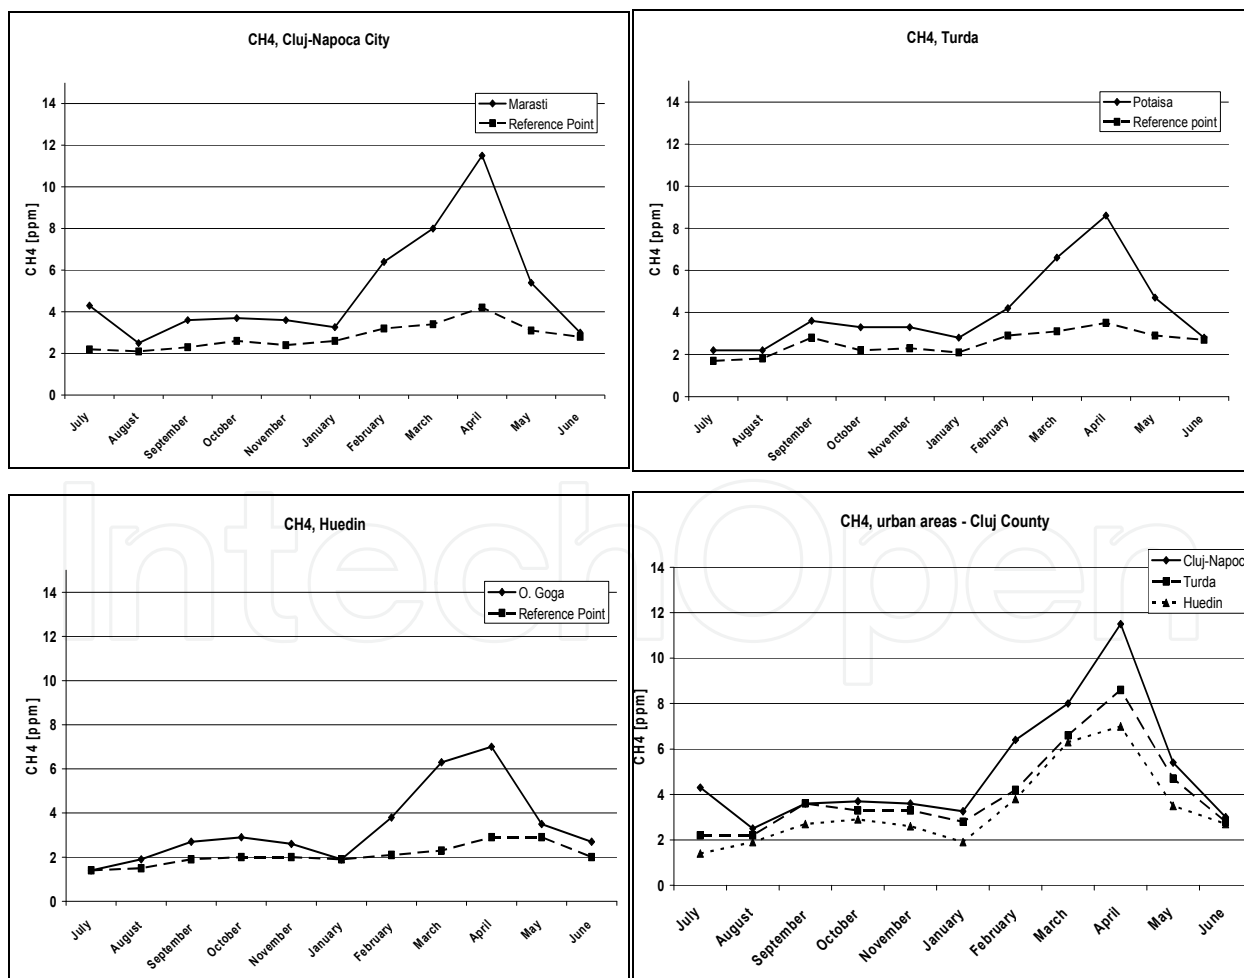 CH4, Cluj-Napoca City
Marasti
Reference Point
CH4 [ppm]
14
12
10
8
6
4
2
0
July
August
September
October
November
January
February
March
April
May
June
CH4, Turda
Potaisa
Reference point
CH4 [ppm]
14
12
10
8
6
4
2
0
July
August
September
October
November
January
February
March
April
May
June
CH4, Huedin
O. Goga
Reference Point
CH4 [ppm]
14
12
10
8
6
4
2
0
July
August
September
October
November
January
February
March
April
May
June
CH4, urban areas - Cluj County
Cluj-Napoc
Turda
Huedin
CH4 [ppm]
14
12
10
8
6
4
2
0
July
August
September
October
November
January
February
March
April
May
June
IntechOpen